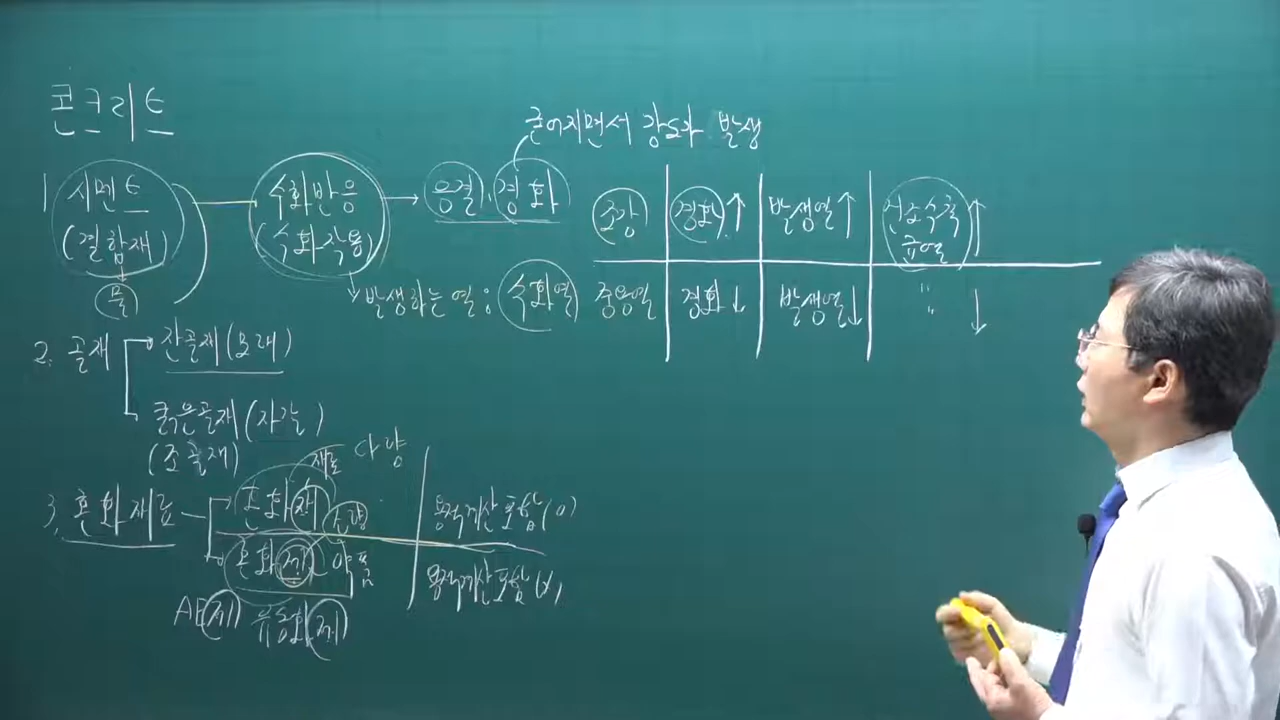 콘크리트
굳어지면서 강도가 발생
1 시멘트 (결합재) 물
수화반응 (수화작용) → 응결, 경화
발생하는 열 : 수화열
조강 | 경화↑ | 발생열↑ | 건조수축 균열 ↑
중용열 | 경화↓ | 발생열↓ | " " ↓
2. 골재 잔골재(모래)
굵은골재(자갈)
(조골재)
3. 혼화재료
재료 다량
혼화재 | 용적계산 포함(O)
소량
혼화제 약품 | 용적계산 포함(X)
AE(제) 유동화(제)